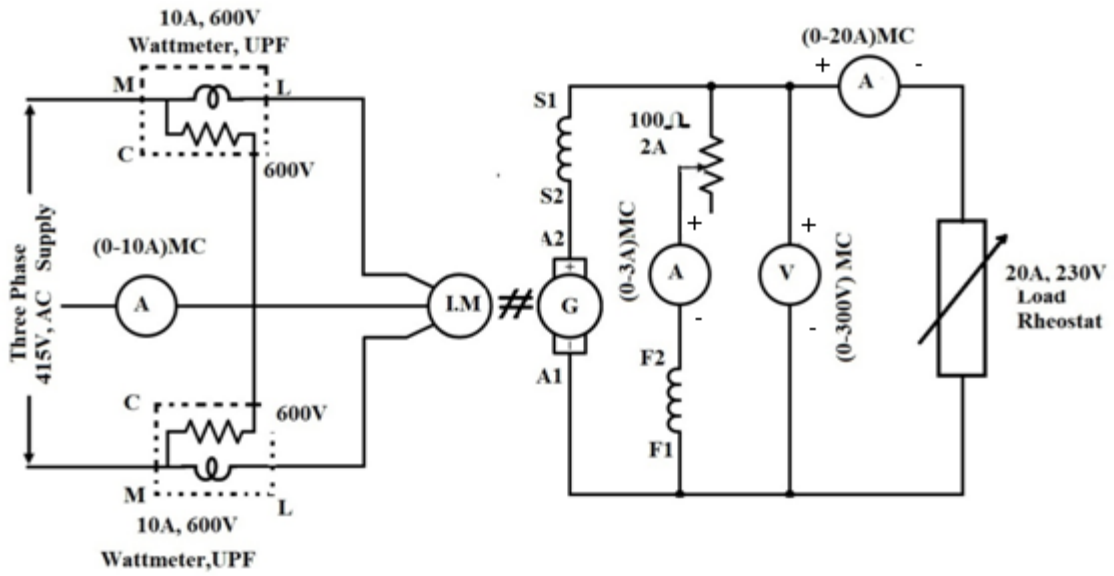 10A, 600V
Wattmeter, UPF
M
L
C
600V
Three Phase
415V, AC Supply
(0-10A)MC
A
I.M
C
600V
M
L
10A, 600V
Wattmeter,UPF
S1
S2
A2
+
G
-
A1
100Ω
2A
(0-3A)MC
+
A
-
F2
F1
+
V
-
(0-300V) MC
(0-20A)MC
+
A
-
20A, 230V
Load
Rheostat